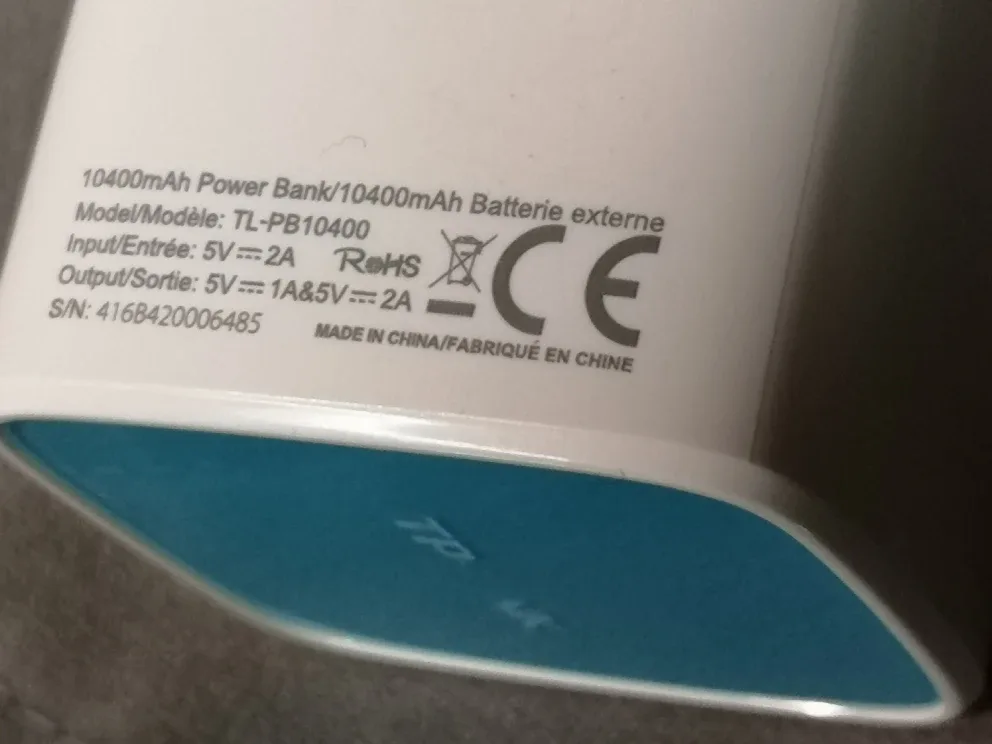 10400mAh Power Bank/10400mAh Batterie externe
Model/Modèle: TL-PB10400
Input/Entrée: 5V⎓2A RoHS CE
Output/Sortie: 5V⎓1A&5V⎓2A
S/N: 416B420006485
MADE IN CHINA/FABRIQUÉ EN CHINE
TP